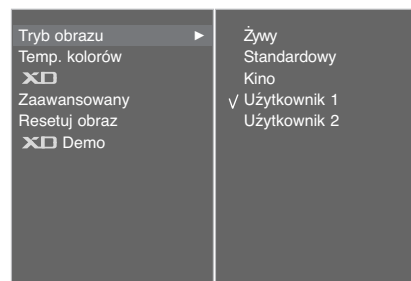 Tryb obrazu ►
Temp. kolorów
XD
Zaawansowany
Resetuj obraz
XD Demo
Żywy
Standardowy
Kino
√ Użytkownik 1
Użytkownik 2